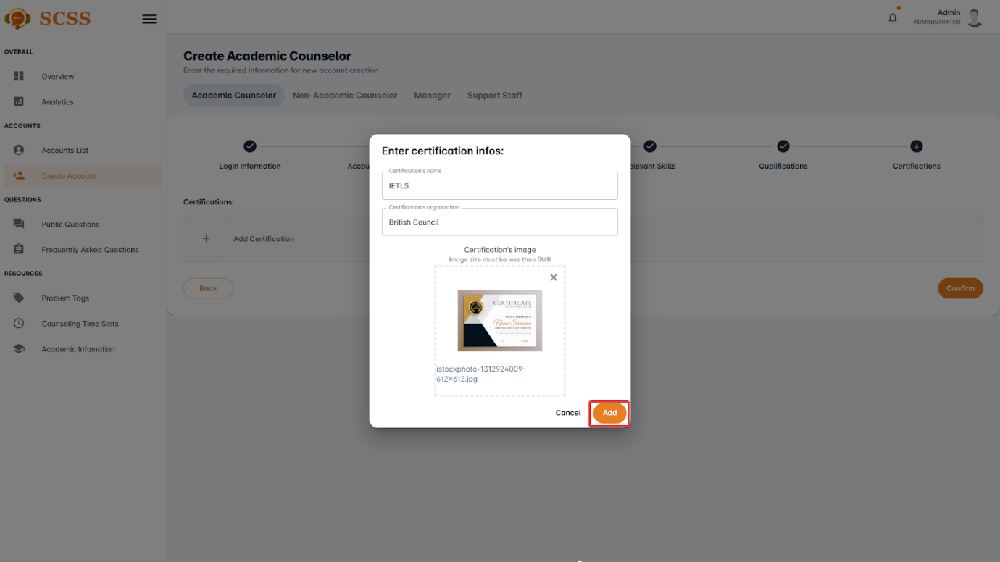 SCSS
Admin
ADMINISTRATOR
OVERALL
Overview
Analytics
ACCOUNTS
Accounts List
Create Account
QUESTIONS
Public Questions
Frequently Asked Questions
RESOURCES
Problem Tags
Counseling Time Slots
Academic Infomation
Create Academic Counselor
Enter the required information for new account creation
Academic Counselor
Non-Academic Counselor
Manager
Support Staff
Login Information
Accou
elevant Skills
Qualifications
6
Certifications
Certifications:
Add Certification
Back
Confirm
Enter certification infos:
Certification's name
IETLS
Certification's organization
British Council
Certification's image
Image size must be less than 5MB
CERTIFICATE
OF APPRECIATION
Name Surname
istockphoto-1312924009-
612x612.jpg
Cancel
Add